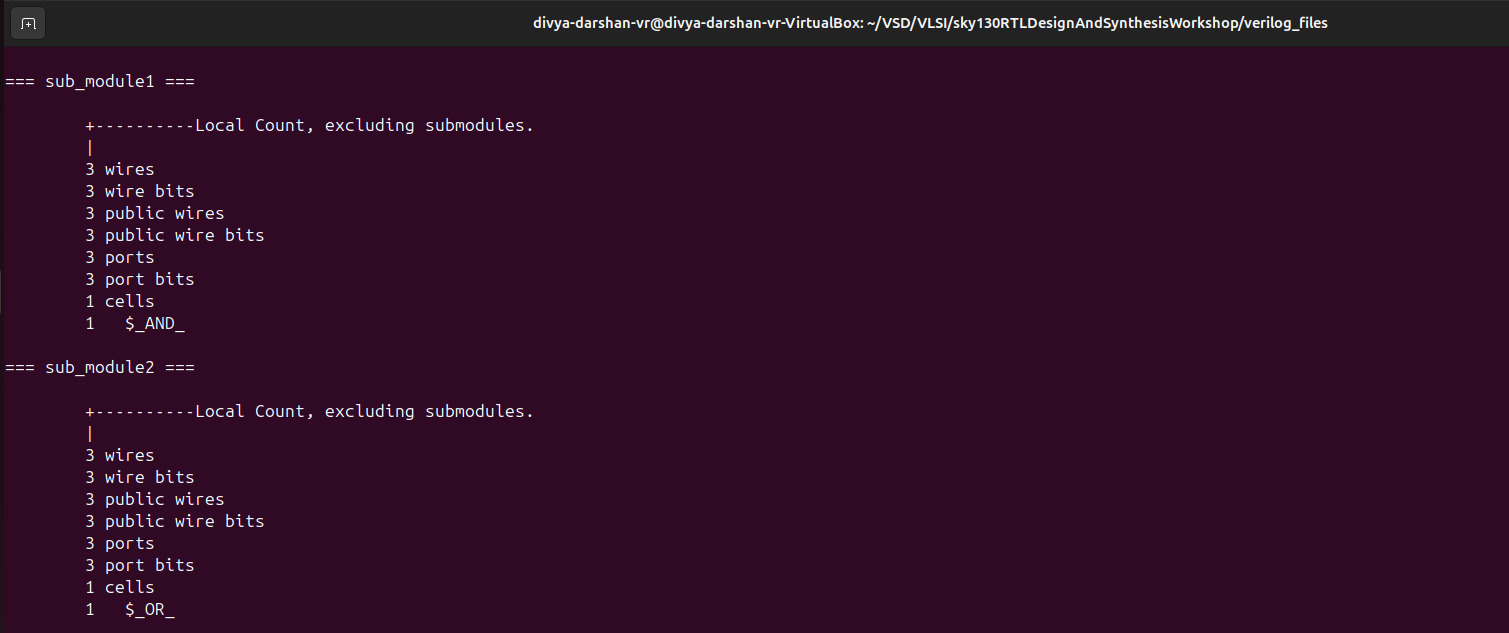 divya-darshan-vr@divya-darshan-vr-VirtualBox: ~/VSD/VLSI/sky130RTLDesignAndSynthesisWorkshop/verilog_files
=== sub_module1 ===
+----------Local Count, excluding submodules.
|
3 wires
3 wire bits
3 public wires
3 public wire bits
3 ports
3 port bits
1 cells
1   $_AND_
=== sub_module2 ===
+----------Local Count, excluding submodules.
|
3 wires
3 wire bits
3 public wires
3 public wire bits
3 ports
3 port bits
1 cells
1   $_OR_